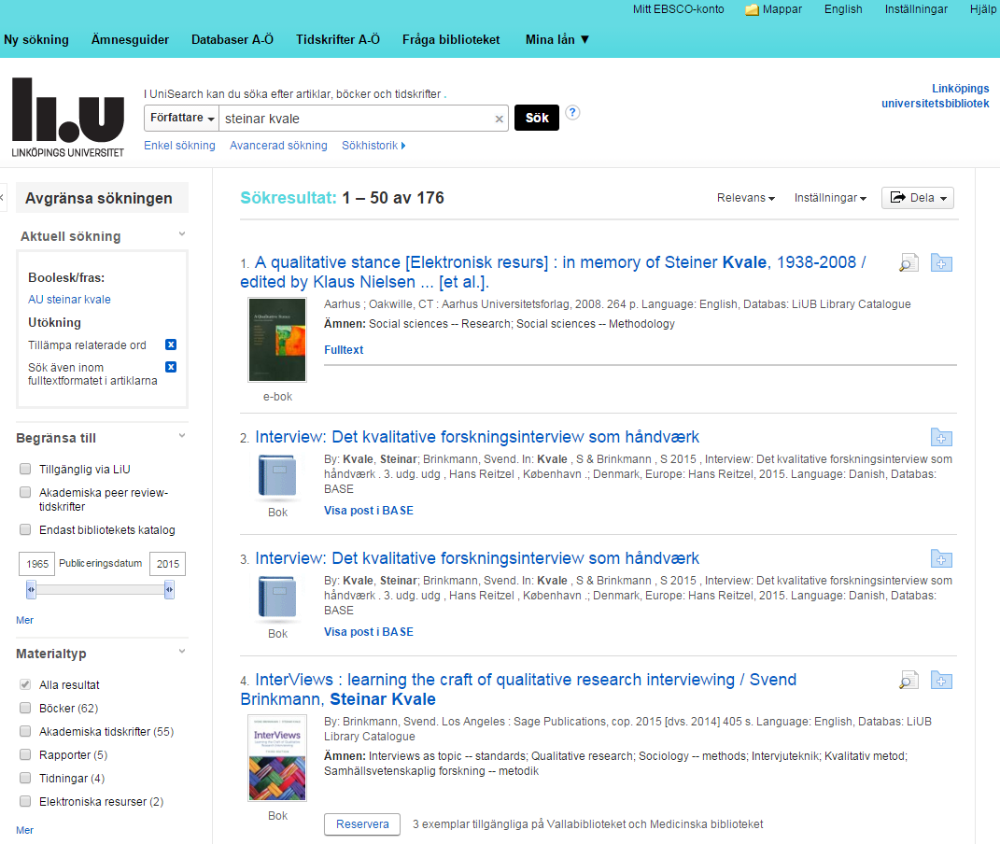 Mitt EBSCO-konto Mappar English Inställningar Hjälp
Ny sökning Ämnesguider Databaser A-Ö Tidskrifter A-Ö Fråga biblioteket Mina lån ▼
li.u
LINKÖPINGS UNIVERSITET
I UniSearch kan du söka efter artiklar, böcker och tidskrifter .
Författare steinar kvale × Sök ?
Enkel sökning Avancerad sökning Sökhistorik
Linköpings
universitetsbibliotek
Avgränsa sökningen
Aktuell sökning
Boolesk/fras:
AU steinar kvale
Utökning
Tillämpa relaterade ord
Sök även inom
fulltextformatet i artiklarna
Begränsa till
Tillgänglig via LiU
Akademiska peer review-
tidskrifter
Endast bibliotekets katalog
1965 Publiceringsdatum 2015
Mer
Materialtyp
Alla resultat
Böcker (62)
Akademiska tidskrifter (55)
Rapporter (5)
Tidningar (4)
Elektroniska resurser (2)
Mer
Sökresultat: 1 – 50 av 176
Relevans Inställningar Dela
1. A qualitative stance [Elektronisk resurs] : in memory of Steiner Kvale, 1938-2008 /
edited by Klaus Nielsen ... [et al.].
Aarhus ; Oakwille, CT : Aarhus Universitetsforlag, 2008. 264 p. Language: English, Databas: LiUB Library Catalogue
Ämnen: Social sciences -- Research; Social sciences -- Methodology
Fulltext
A Qualitative Stance
e-bok
2. Interview: Det kvalitative forskningsinterview som håndværk
By: Kvale, Steinar; Brinkmann, Svend. In: Kvale , S & Brinkmann , S 2015 , Interview: Det kvalitative forskningsinterview som
håndværk . 3. udg. udg , Hans Reitzel , København .; Denmark, Europe: Hans Reitzel, 2015. Language: Danish, Databas:
BASE
Bok
Visa post i BASE
3. Interview: Det kvalitative forskningsinterview som håndværk
By: Kvale, Steinar; Brinkmann, Svend. In: Kvale , S & Brinkmann , S 2015 , Interview: Det kvalitative forskningsinterview som
håndværk . 3. udg. udg , Hans Reitzel , København .; Denmark, Europe: Hans Reitzel, 2015. Language: Danish, Databas:
BASE
Bok
Visa post i BASE
4. InterViews : learning the craft of qualitative research interviewing / Svend
Brinkmann, Steinar Kvale
By: Brinkmann, Svend. Los Angeles : Sage Publications, cop. 2015 [dvs. 2014] 405 s. Language: English, Databas: LiUB
Library Catalogue
Ämnen: Interviews as topic -- standards; Qualitative research; Sociology -- methods; Intervjuteknik; Kvalitativ metod;
Samhällsvetenskaplig forskning -- metodik
InterViews
Bok
Reservera 3 exemplar tillgängliga på Vallabiblioteket och Medicinska biblioteket